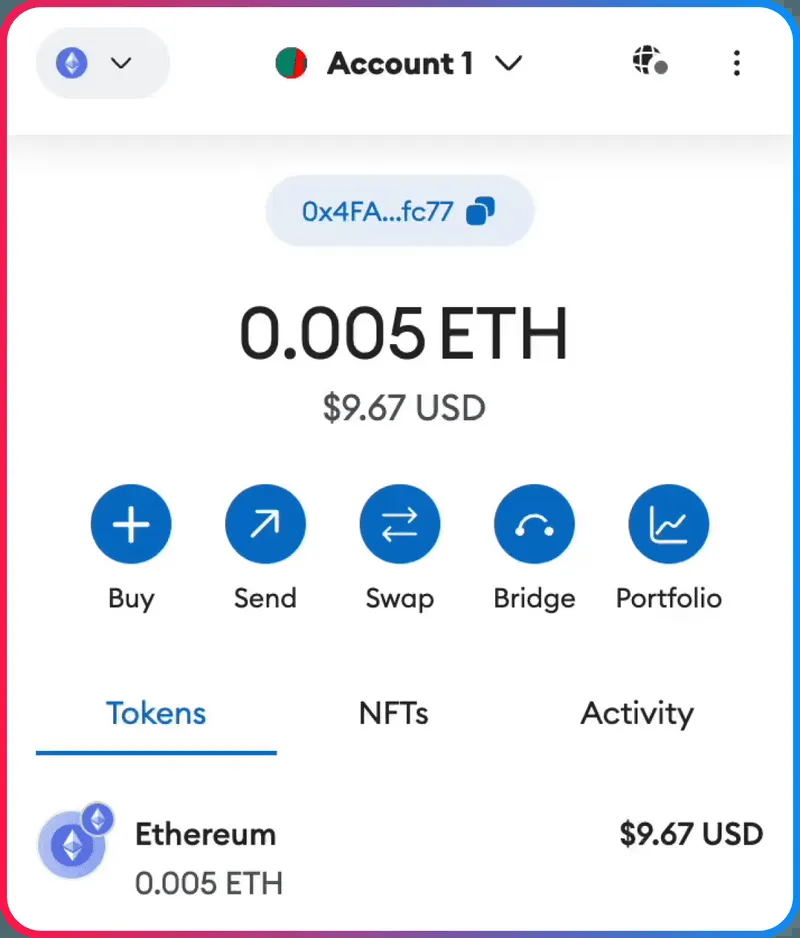 Account 1
0x4FA...fc77
0.005 ETH
$9.67 USD
Buy Send Swap Bridge Portfolio
Tokens NFTs Activity
Ethereum $9.67 USD
0.005 ETH